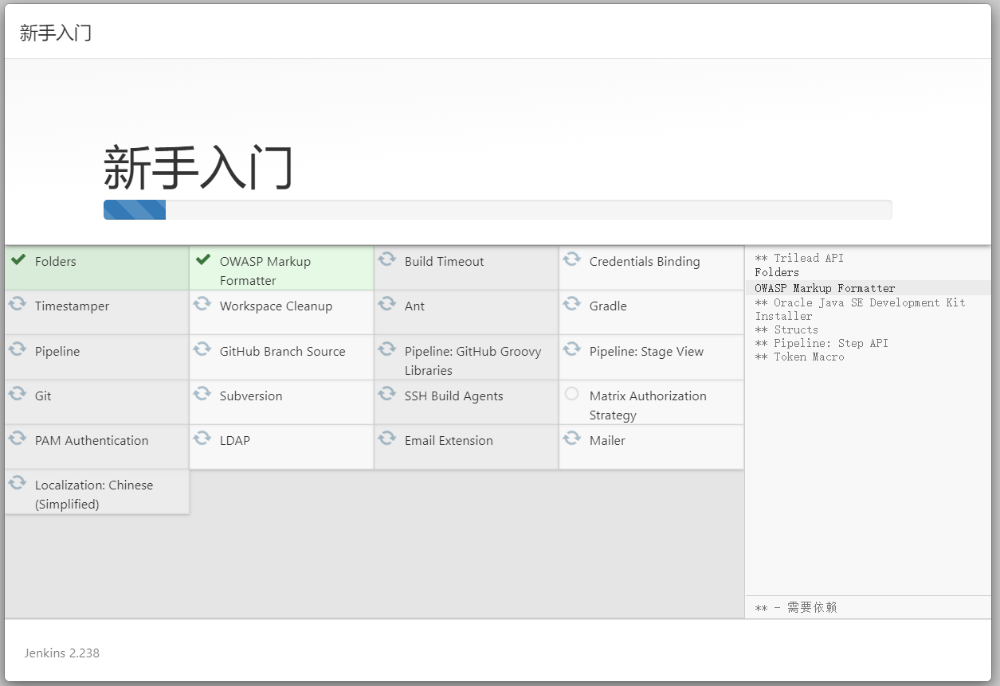 新手入门
新手入门
Folders
OWASP Markup
Formatter
Build Timeout
Credentials Binding
Timestamper
Workspace Cleanup
Ant
Gradle
Pipeline
GitHub Branch Source
Pipeline: GitHub Groovy
Libraries
Pipeline: Stage View
Git
Subversion
SSH Build Agents
Matrix Authorization
Strategy
PAM Authentication
LDAP
Email Extension
Mailer
Localization: Chinese
(Simplified)
** Trilead API
Folders
OWASP Markup Formatter
** Oracle Java SE Development Kit
Installer
** Structs
** Pipeline: Step API
** Token Macro
** - 需要依赖
Jenkins 2.238